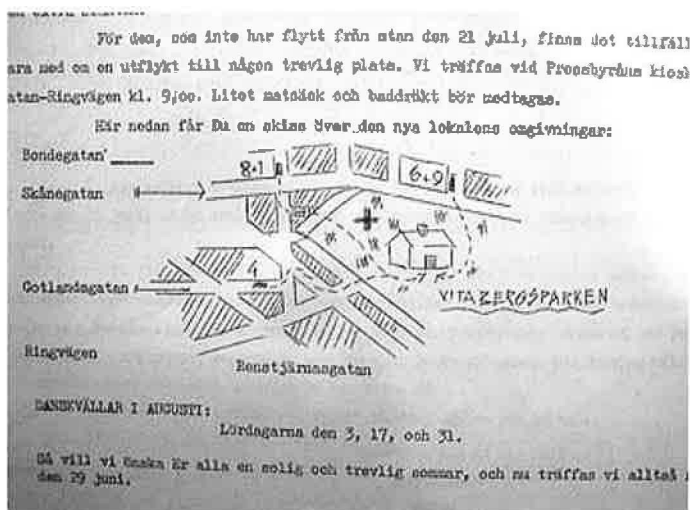 För dem, som inte har flytt från stan den 21 juli, finns det tillfäll
ara med om en utflykt till någon trevlig plats. Vi träffas vid Pressbyråns kiosk
atan-Ringvägen kl. 9,00. Litet matsäck och baddräkt bör medtagas.
Här nedan får Du en skiss över den nya lokalens omgivningar:
Bondegatan
8+1
6+9
Skånegatan
4
Gotlandsgatan
VITABERGSPARKEN
Ringvägen
Renstjärnasgatan
DANSKVÄLLAR I AUGUSTI:
Lördagarna den 3, 17, och 31.
Så vill vi önska Er alla en solig och trevlig sommar, och nu träffas vi alltså
den 29 juni.